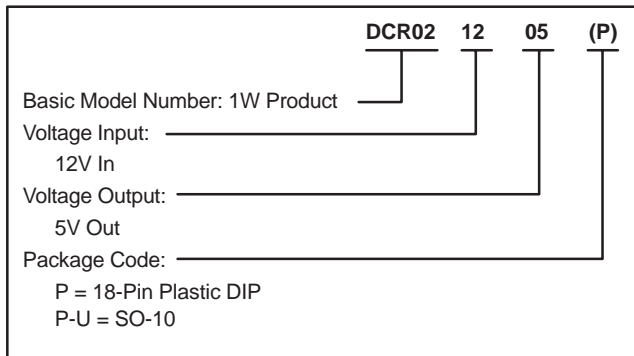 DCR02 12 05 (P)
Basic Model Number: 1W Product
Voltage Input:
12V In
Voltage Output:
5V Out
Package Code:
P = 18-Pin Plastic DIP
P-U = SO-10